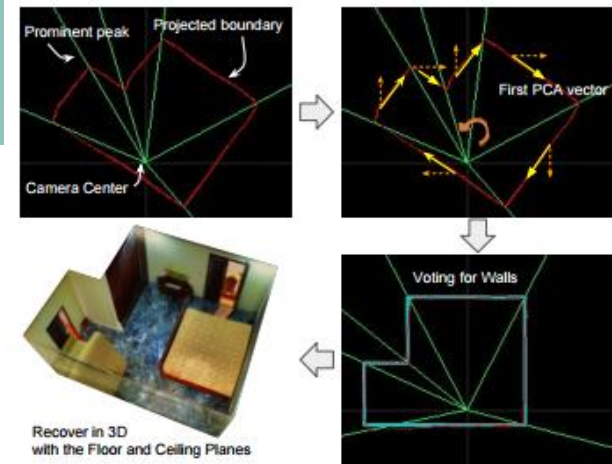 Prominent peak
Projected boundary
Camera Center
First PCA vector
Voting for Walls
Recover in 3D
with the Floor and Ceiling Planes